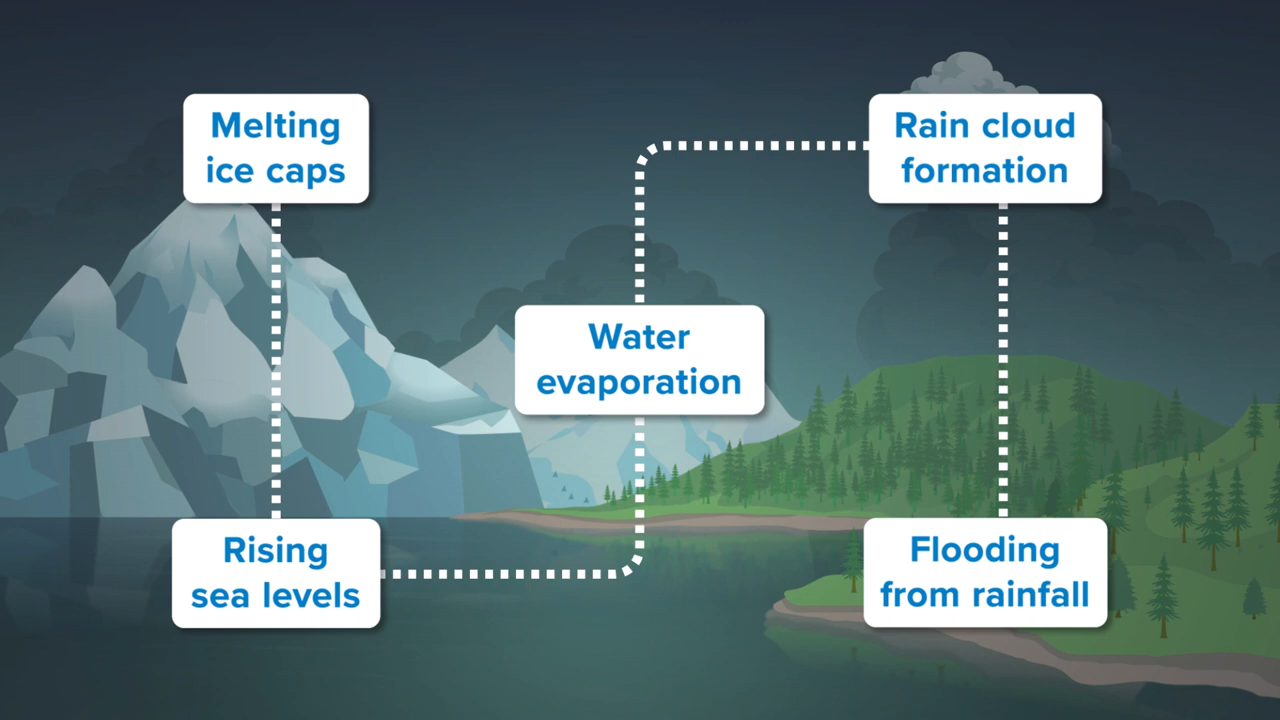 Melting
ice caps
Rising
sea levels
Water
evaporation
Rain cloud
formation
Flooding
from rainfall